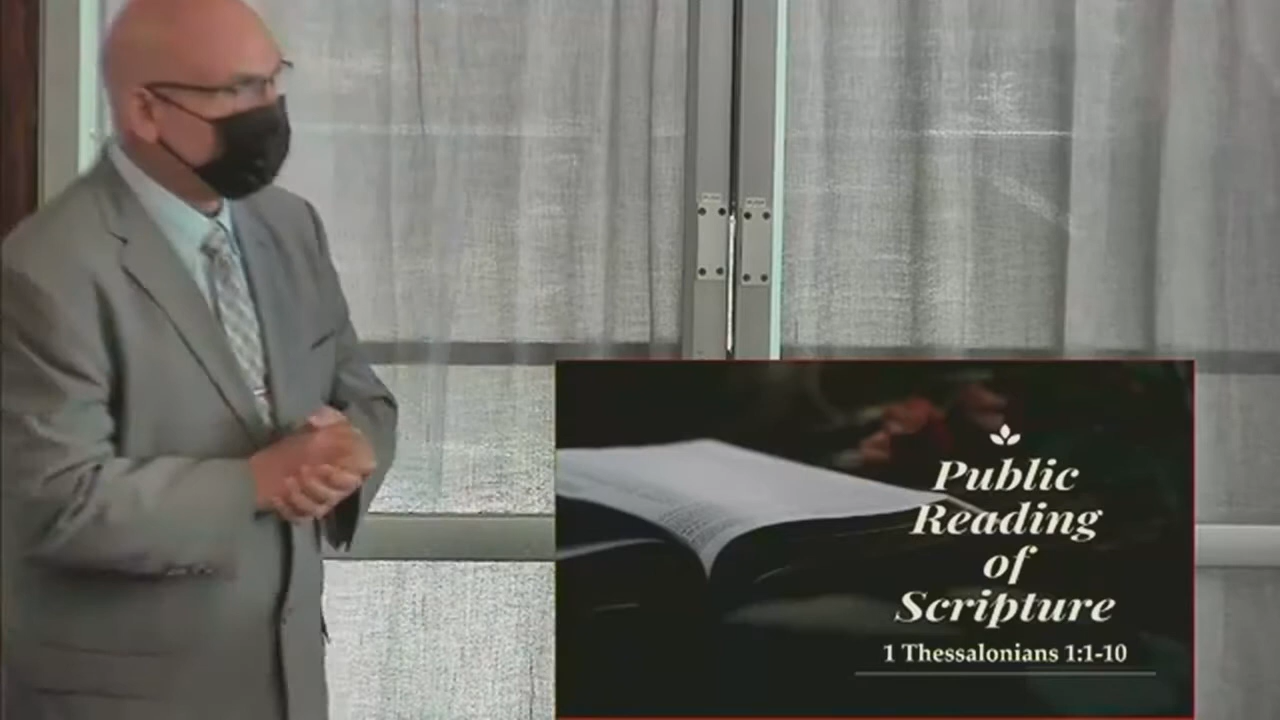 Public
Reading
of
Scripture
1 Thessalonians 1:1-10